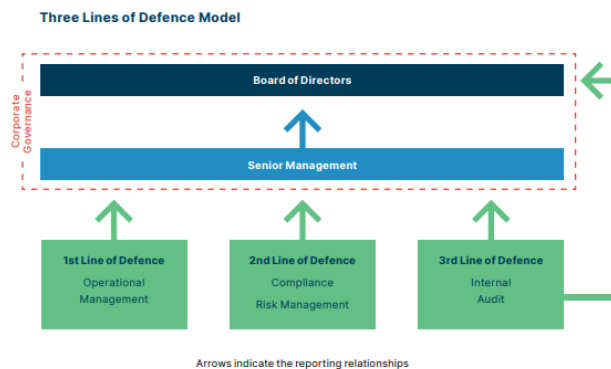 Three Lines of Defence Model
Corporate
Governance
Board of Directors
Senior Management
1st Line of Defence
Operational
Management
2nd Line of Defence
Compliance
Risk Management
3rd Line of Defence
Internal
Audit
Arrows indicate the reporting relationships